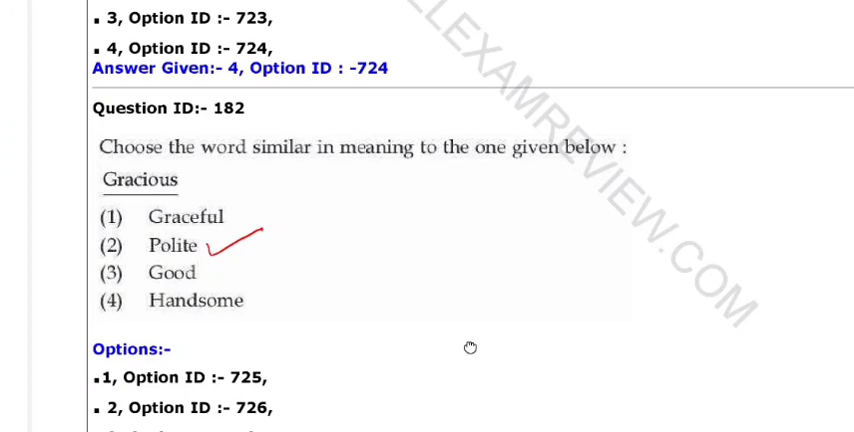 3, Option ID :- 723,
4, Option ID :- 724,
Answer Given:- 4, Option ID : -724
Question ID:- 182
Choose the word similar in meaning to the one given below :
Gracious
(1) Graceful
(2) Polite
(3) Good
(4) Handsome
Options:-
1, Option ID :- 725,
2, Option ID :- 726,
LLEXAMREVIEW.COM